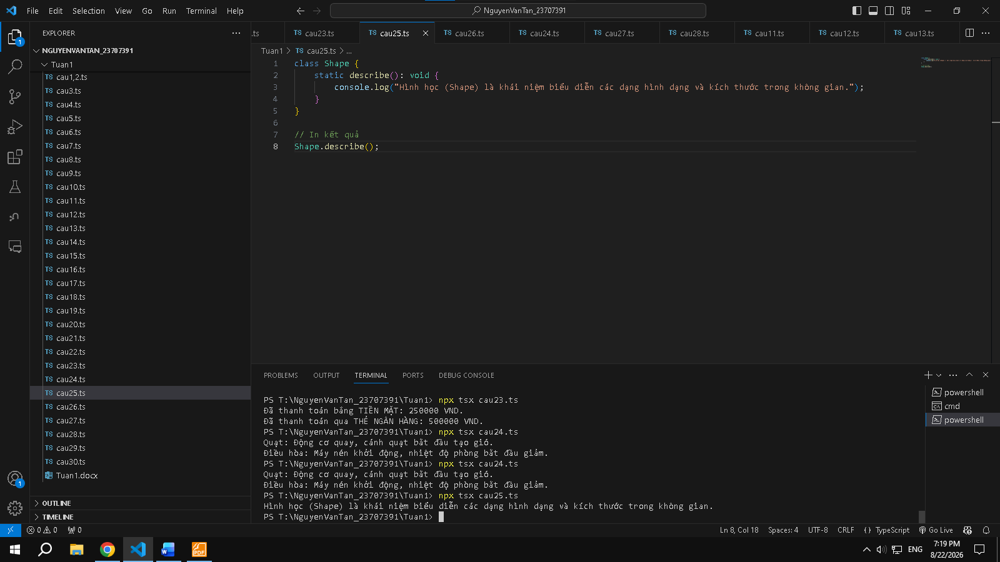 File Edit Selection View Go Run Terminal Help
NguyenVanTan_23707391
EXPLORER
NGUYENVANTAN_23707391
Tuan1
cau1,2.ts
cau3.ts
cau4.ts
cau5.ts
cau6.ts
cau7.ts
cau8.ts
cau9.ts
cau10.ts
cau11.ts
cau12.ts
cau13.ts
cau14.ts
cau15.ts
cau16.ts
cau17.ts
cau18.ts
cau19.ts
cau20.ts
cau21.ts
cau22.ts
cau23.ts
cau24.ts
cau25.ts
cau26.ts
cau27.ts
cau28.ts
cau29.ts
cau30.ts
Tuan1.docx
OUTLINE
TIMELINE
.ts TS cau23.ts TS cau25.ts TS cau26.ts TS cau24.ts TS cau27.ts TS cau28.ts TS cau11.ts TS cau12.ts TS cau13.ts
Tuan1 > TS cau25.ts > ...
1 class Shape {
2 static describe(): void {
3 console.log("Hình học (Shape) là khái niệm biểu diễn các dạng hình dạng và kích thước trong không gian.");
4 }
5 }
6
7 // In kết quả
8 Shape.describe();
PROBLEMS OUTPUT TERMINAL PORTS DEBUG CONSOLE
PS T:\NguyenVanTan_23707391\Tuan1> npx tsx cau23.ts
Đã thanh toán bằng TIỀN MẶT: 250000 VND.
Đã thanh toán qua THẺ NGÂN HÀNG: 500000 VND.
PS T:\NguyenVanTan_23707391\Tuan1> npx tsx cau24.ts
Quạt: Động cơ quay, cánh quạt bắt đầu tạo gió.
Điều hòa: Máy nén khởi động, nhiệt độ phòng bắt đầu giảm.
PS T:\NguyenVanTan_23707391\Tuan1> npx tsx cau24.ts
Quạt: Động cơ quay, cánh quạt bắt đầu tạo gió.
Điều hòa: Máy nén khởi động, nhiệt độ phòng bắt đầu giảm.
PS T:\NguyenVanTan_23707391\Tuan1> npx tsx cau25.ts
Hình học (Shape) là khái niệm biểu diễn các dạng hình dạng và kích thước trong không gian.
PS T:\NguyenVanTan_23707391\Tuan1>
powershell
cmd
powershell
0 0 0 Ln 8, Col 18 Spaces: 4 UTF-8 CRLF {} TypeScript Go Live
ENG 7:19 PM
8/22/2026